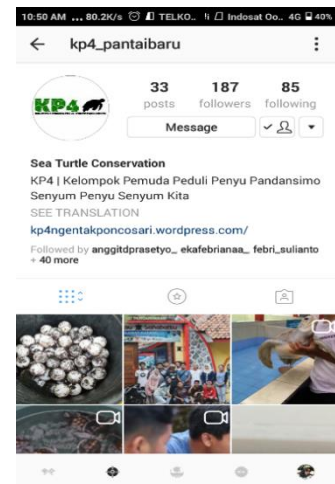 10:50 AM ... 80.2K/s TELKO.. Indosat Oo.. 4G 40%
kp4_pantaibaru
KP4
33 187 85
posts followers following
Message
Sea Turtle Conservation
KP4 | Kelompok Pemuda Peduli Penyu Pandansimo
Senyum Penyu Senyum Kita
SEE TRANSLATION
kp4ngentakponcosari.wordpress.com/
Followed by anggitdprasetyo_ ekafebrianaa_ febri_sulianto
+ 40 more